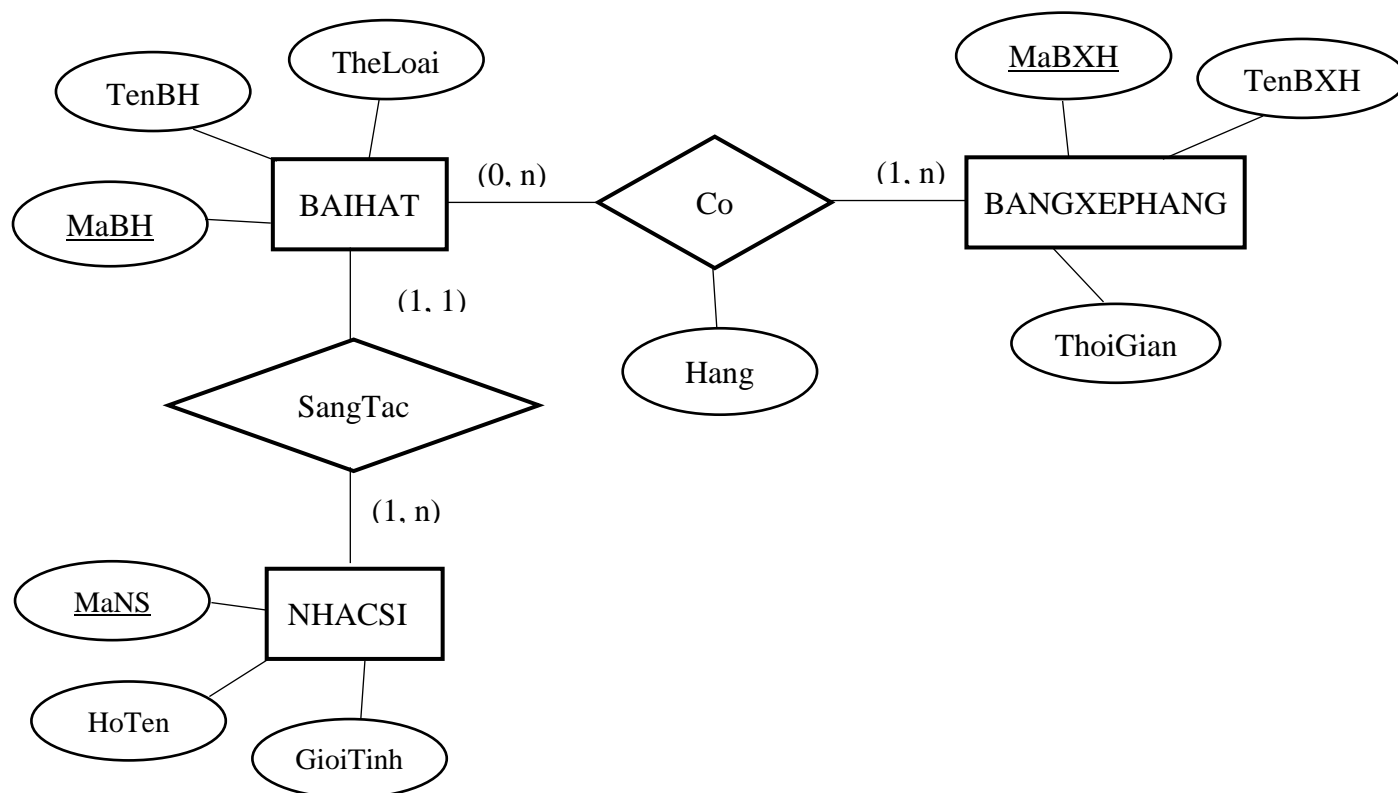 TheLoai
MaBXH
TenBH
TenBXH
(0, n)
(1, n)
BAIHAT
Co
BANGXEPHANG
MaBH
(1, 1)
ThoiGian
Hang
SangTac
(1, n)
MaNS
NHACSI
HoTen
GioiTinh